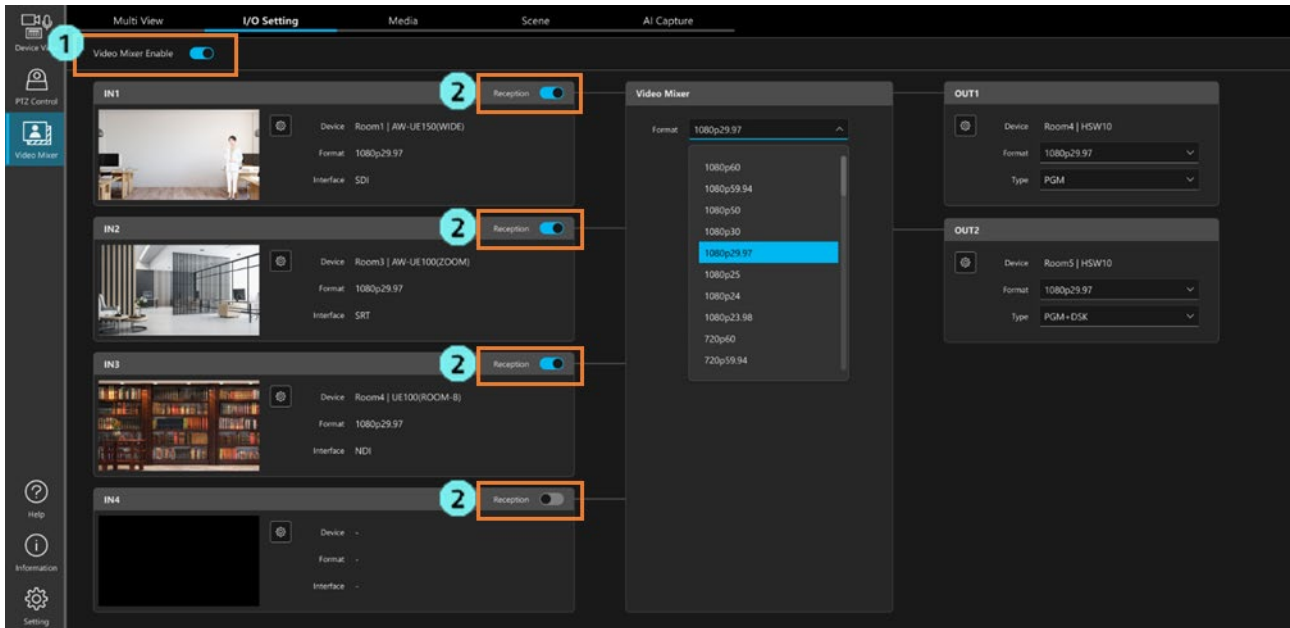 Multi View
I/O Setting
Media
Scene
AI Capture
1
Video Mixer Enable
PTZ Control
Video Mixer
Help
Information
Setting
IN1
2
Reception
Device Room1 | AW-UE150(WIDE)
Format 1080p29.97
Interface SDI
IN2
2
Reception
Device Room3 | AW-UE100(ZOOM)
Format 1080p29.97
Interface SRT
IN3
2
Reception
Device Room4 | UE100(ROOM-B)
Format 1080p29.97
Interface NDI
IN4
2
Reception
Device -
Format -
Interface -
Video Mixer
Format 1080p29.97
1080p60
1080p59.94
1080p50
1080p30
1080p29.97
1080p25
1080p24
1080p23.98
720p60
720p59.94
OUT1
Device Room4 | HSW10
Format 1080p29.97
Type PGM
OUT2
Device Room5 | HSW10
Format 1080p29.97
Type PGM+DSK